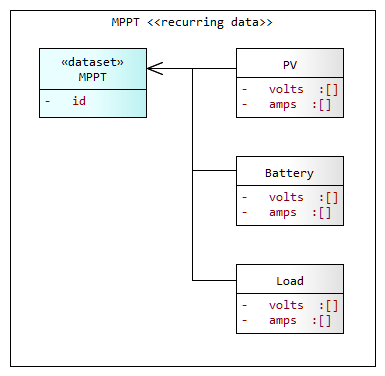 MPPT <<recurring data>>
«dataset»
MPPT
- id
PV
- volts :[]
- amps :[]
Battery
- volts :[]
- amps :[]
Load
- volts :[]
- amps :[]